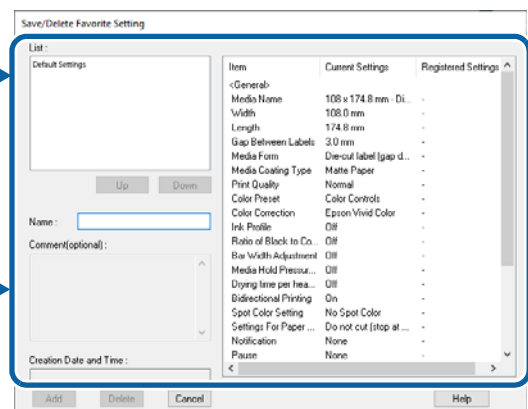 Save/Delete Favorite Setting
List :
Default Settings
Up Down
Name :
Comment(optional) :
Creation Date and Time :
Item Current Settings Registered Settings
<General>
Media Name 108 x 174.8 mm - Di... -
Width 108.0 mm -
Length 174.8 mm -
Gap Between Labels 3.0 mm -
Media Form Die-cut label (gap d... -
Media Coating Type Matte Paper -
Print Quality Normal -
Color Preset Color Controls -
Color Correction Epson Vivid Color -
Ink Profile Off -
Ratio of Black to Co... Off -
Bar Width Adjustment Off -
Media Hold Pressur... Off -
Drying time per hea... Off -
Bidirectional Printing On -
Spot Color Setting No Spot Color -
Settings For Paper ... Do not cut (stop at ... -
Notification None -
Pause None -
Add Delete Cancel Help